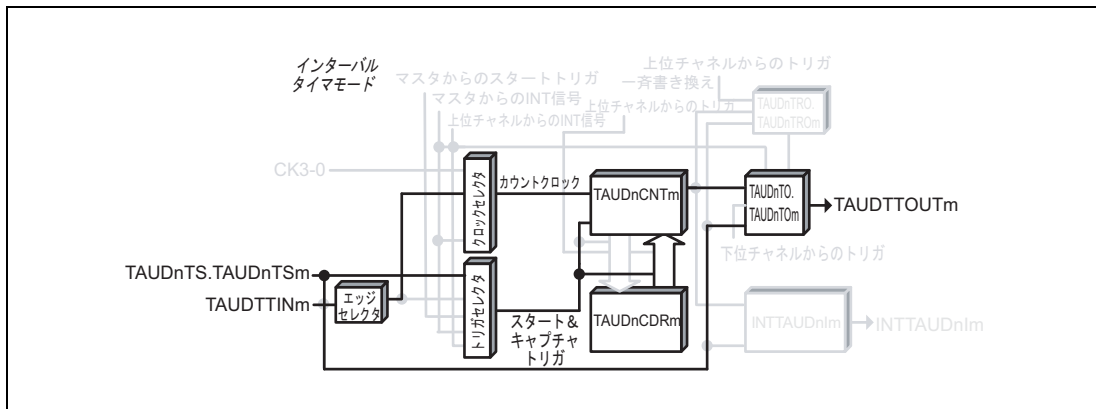 インターバル
タイマモード
マスタからのスタートトリガ
マスタからのINT信号
上位チャネルからのINT信号
上位チャネルからのトリガ
一斉書き換え
上位チャネルからのトリガ
TAUDnTRO.
TAUDnTROm
CK3-0
クロックセレクタ
カウントクロック
TAUDnCNTm
TAUDnTO.
TAUDnTOm
TAUDTTOUTm
下位チャネルからのトリガ
TAUDnTS.TAUDnTSm
TAUDTTINm
エッジ
セレクタ
トリガセレクタ
スタート&
キャプチャ
トリガ
TAUDnCDRm
INTTAUDnIm
INTTAUDnIm